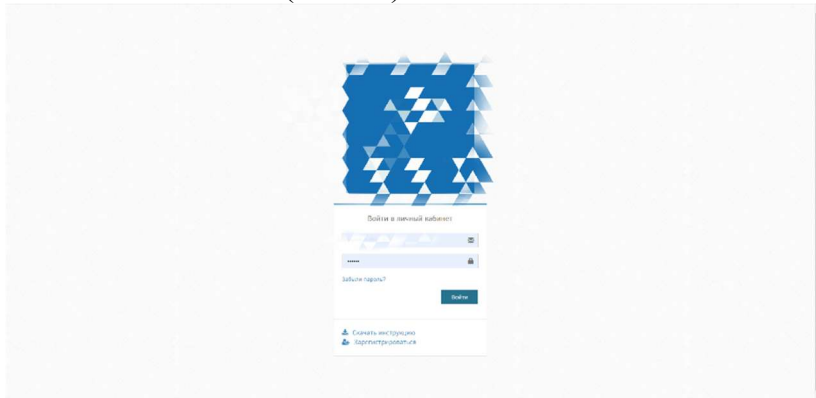 Войти в личный кабинет
••••••
Забыли пароль?
Войти
Скачать инструкцию
Зарегистрироваться